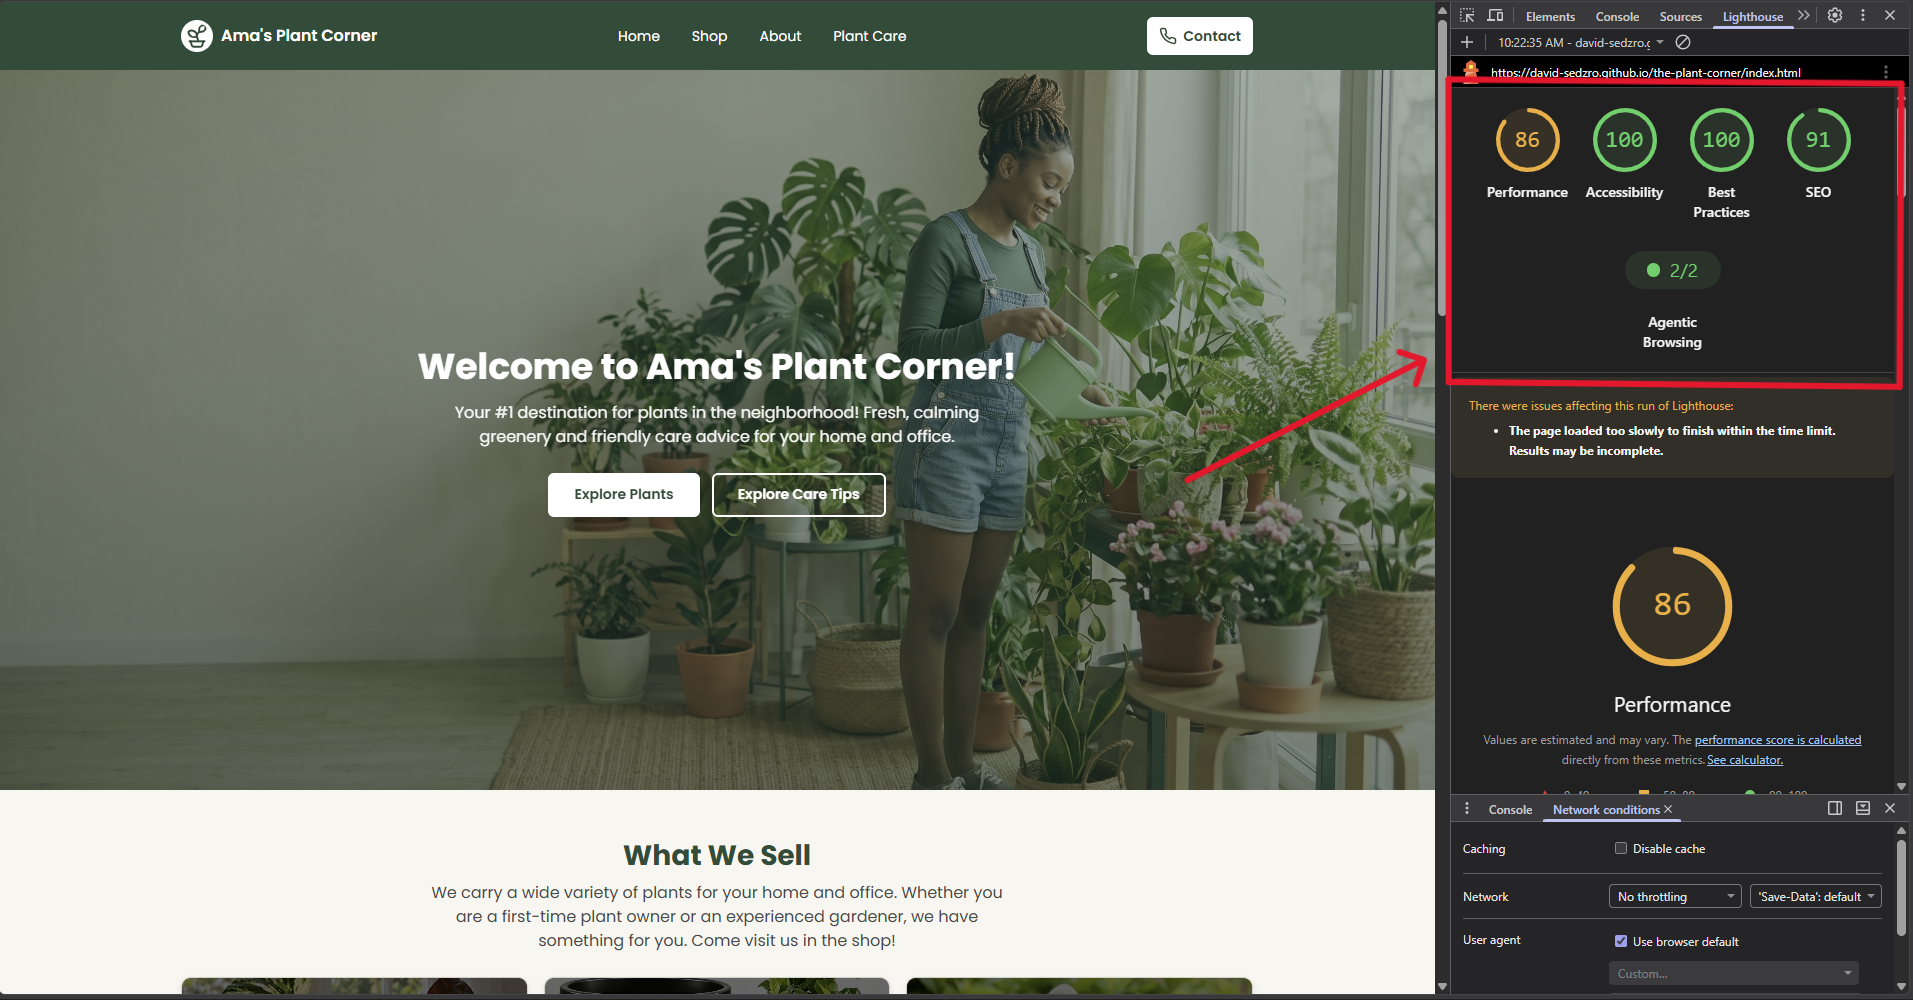 Ama's Plant Corner
Home
Shop
About
Plant Care
Contact
Welcome to Ama's Plant Corner!
Your #1 destination for plants in the neighborhood! Fresh, calming
greenery and friendly care advice for your home and office.
Explore Plants
Explore Care Tips
What We Sell
We carry a wide variety of plants for your home and office. Whether you
are a first-time plant owner or an experienced gardener, we have
something for you. Come visit us in the shop!
Elements
Console
Sources
Lighthouse
10:22:35 AM - david-sedzro.g
https://david-sedzro.github.io/the-plant-corner/index.html
86
100
100
91
Performance
Accessibility
Best
Practices
SEO
2/2
Agentic
Browsing
There were issues affecting this run of Lighthouse:
• The page loaded too slowly to finish within the time limit.
Results may be incomplete.
86
Performance
Values are estimated and may vary. The performance score is calculated
directly from these metrics. See calculator.
Console
Network conditions
Caching
Disable cache
Network
No throttling
'Save-Data': default
User agent
Use browser default
Custom...